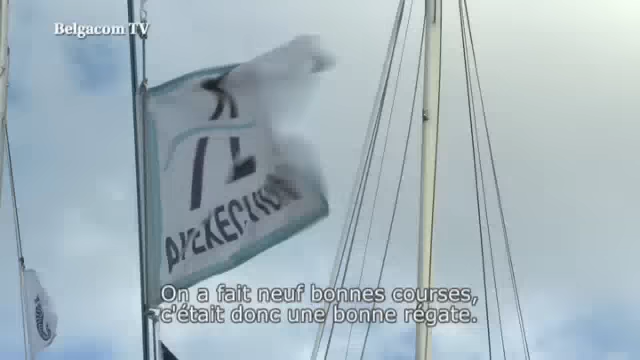 Belgacom TV
On a fait neuf bonnes courses,
c'était donc une bonne régate.